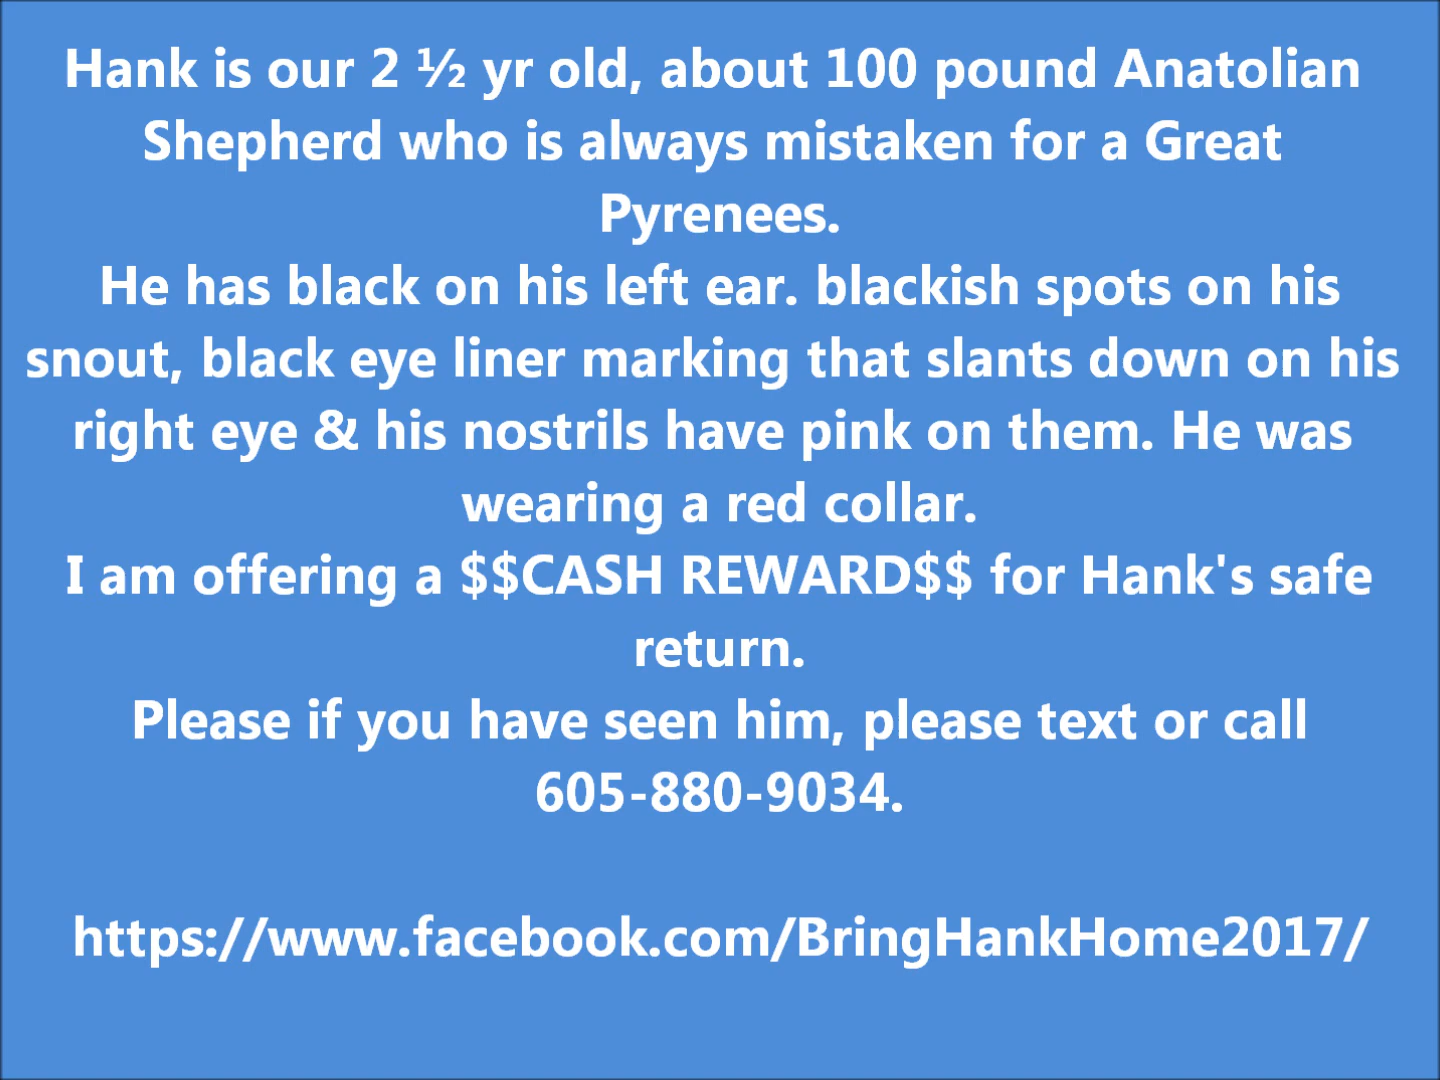 Hank is our 2 ½ yr old, about 100 pound Anatolian
Shepherd who is always mistaken for a Great
Pyrenees.
He has black on his left ear. blackish spots on his
snout, black eye liner marking that slants down on his
right eye & his nostrils have pink on them. He was
wearing a red collar.
I am offering a $$CASH REWARD$$ for Hank's safe
return.
Please if you have seen him, please text or call
605-880-9034.
https://www.facebook.com/BringHankHome2017/